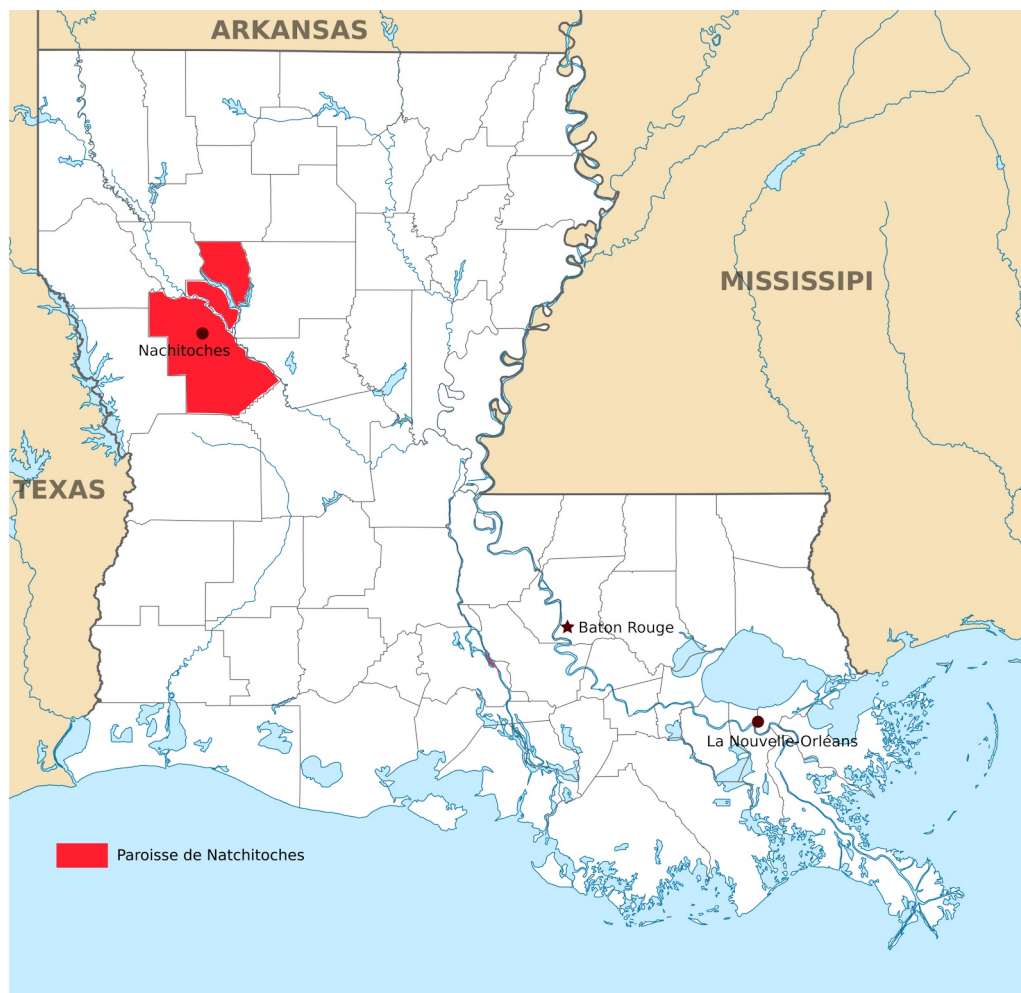 ARKANSAS
MISSISSIPI
Nachitoches
TEXAS
Baton Rouge
La Nouvelle-Orléans
Paroisse de Natchitoches